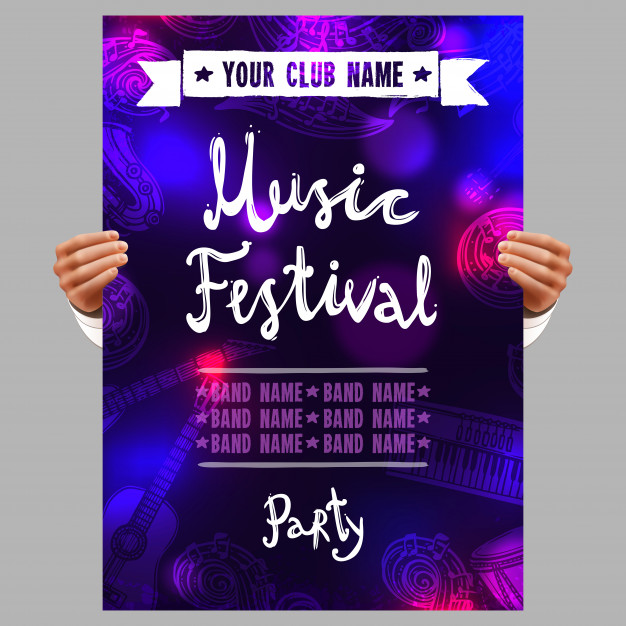 ★ YOUR CLUB NAME ★
Music
Festival
★BAND NAME★BAND NAME★
★BAND NAME★BAND NAME★
★BAND NAME★BAND NAME★
Party